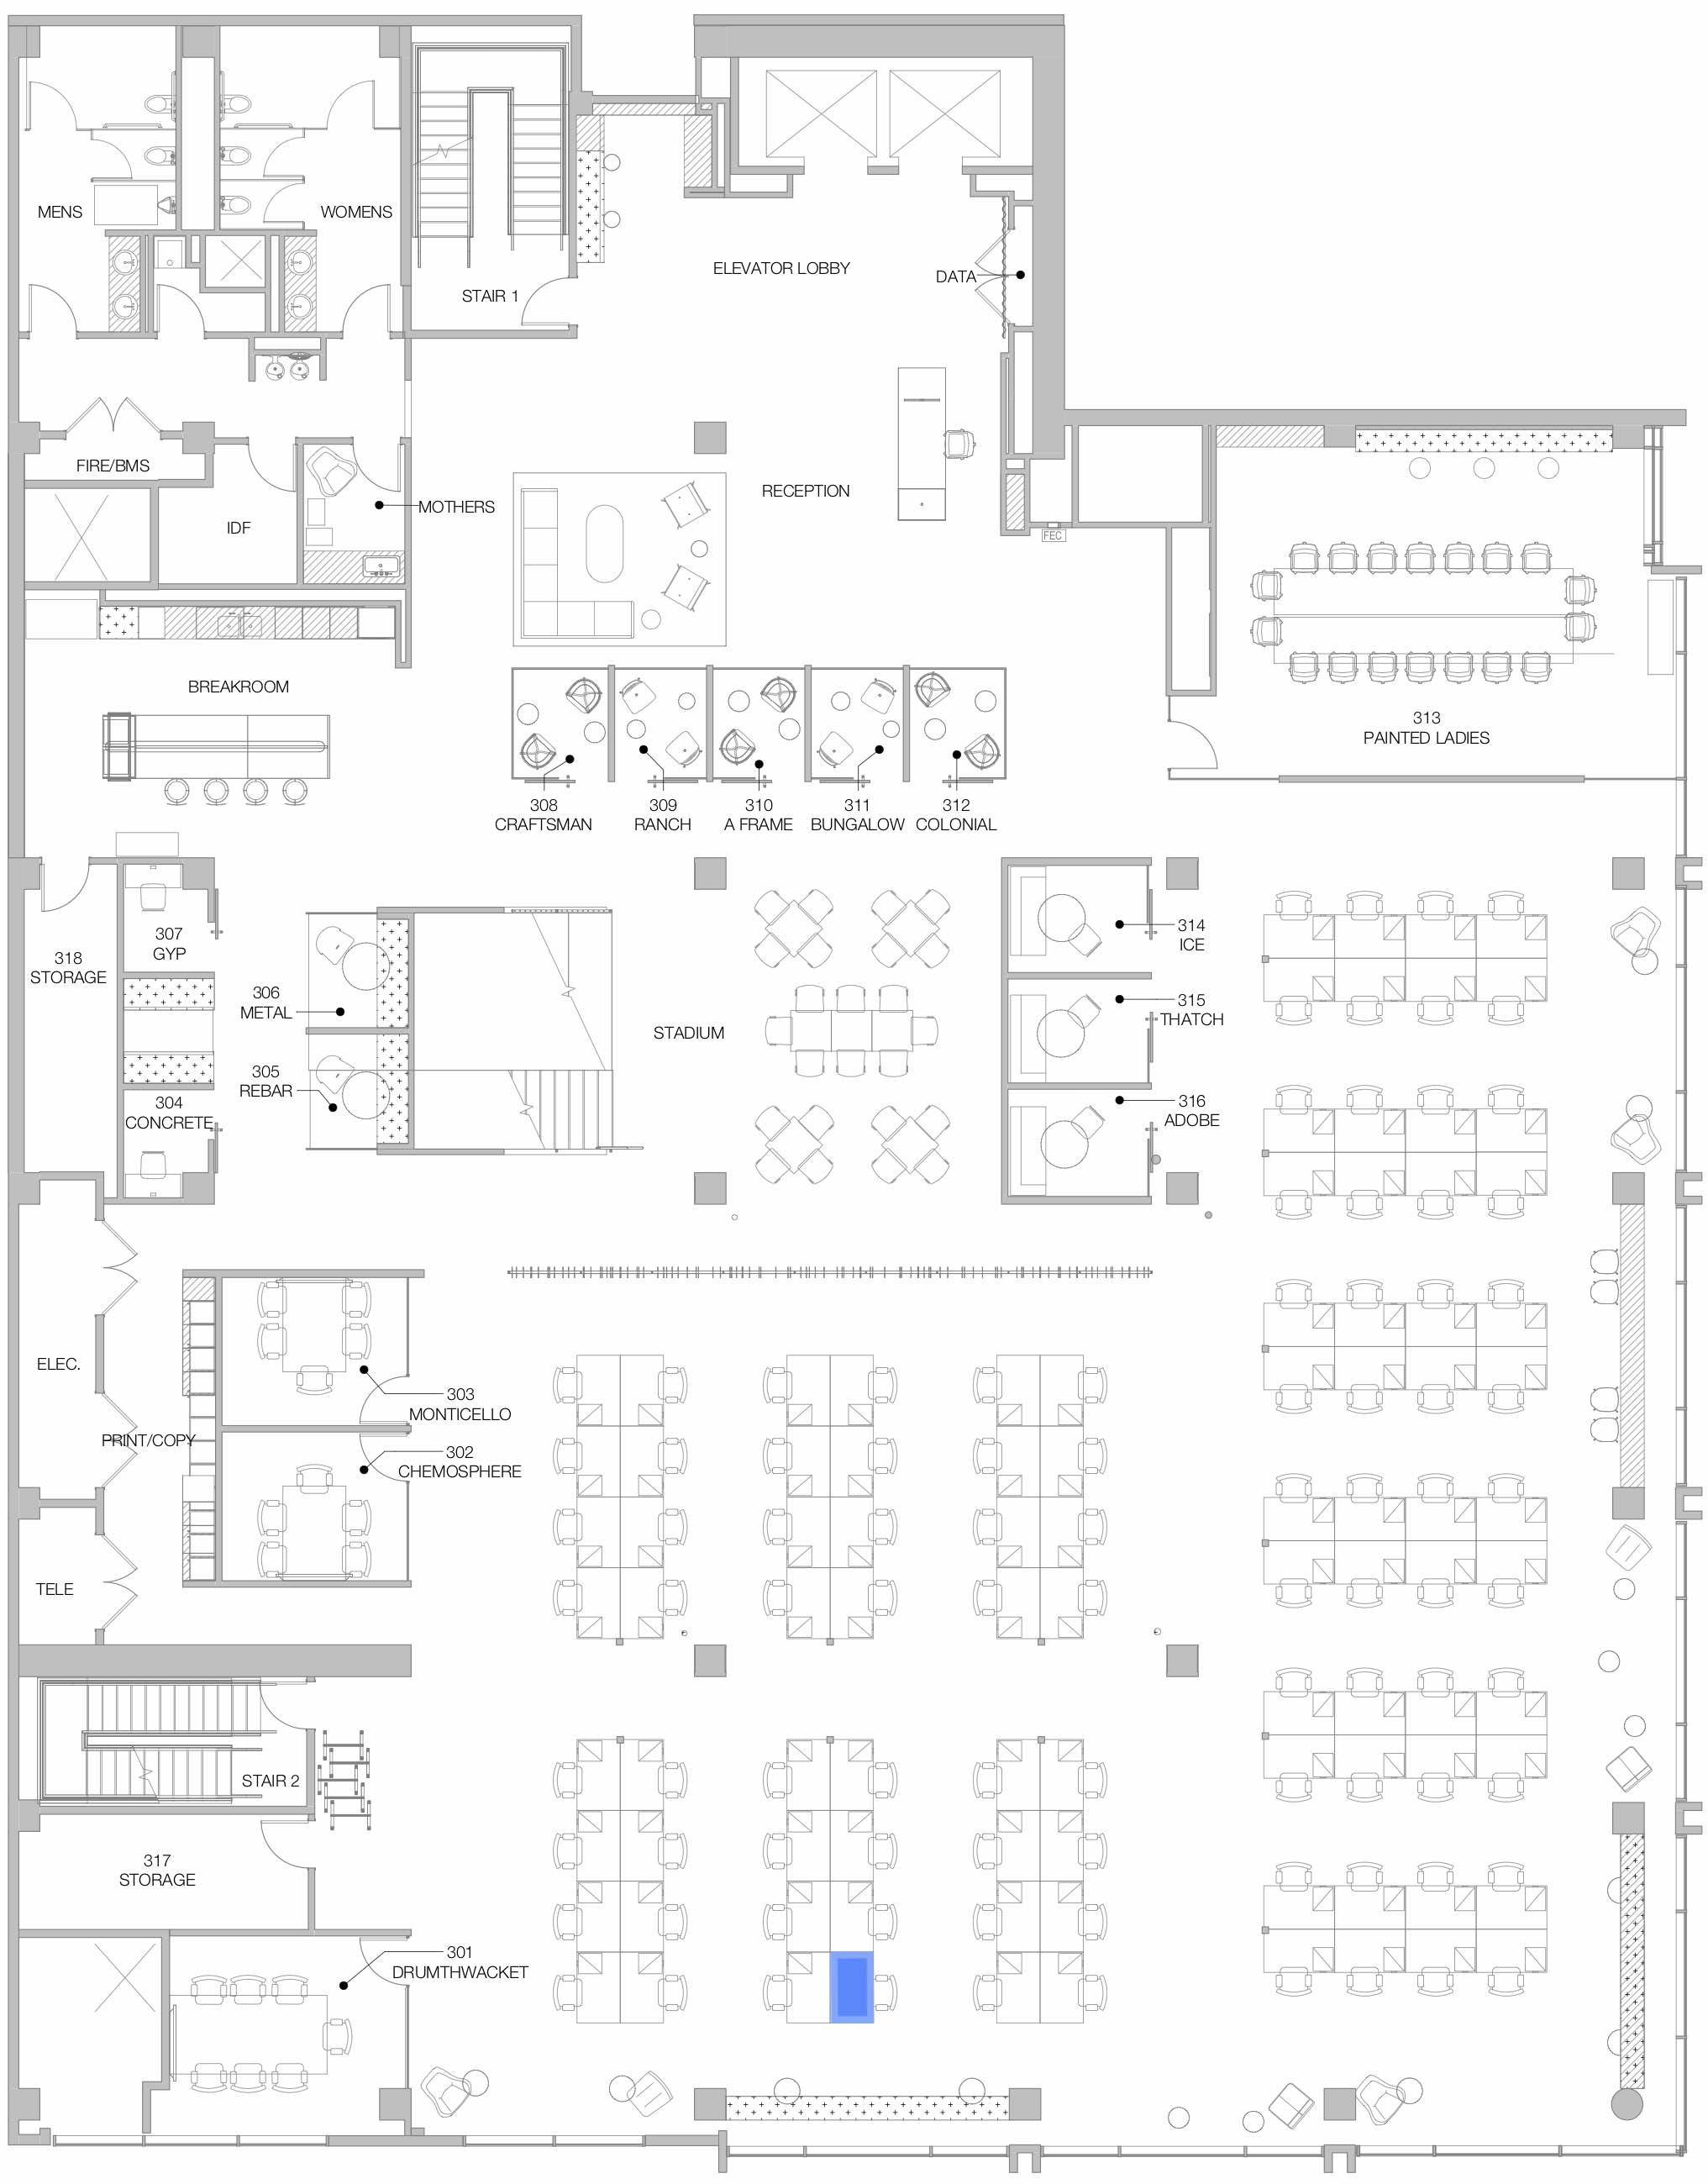 MENS
WOMENS
STAIR 1
ELEVATOR LOBBY
DATA
FIRE/BMS
MOTHERS
IDF
RECEPTION
FEC
BREAKROOM
313
PAINTED LADIES
308
CRAFTSMAN
309
RANCH
310
A FRAME
311
BUNGALOW
312
COLONIAL
307
GYP
318
STORAGE
306
METAL
305
REBAR
304
CONCRETE
STADIUM
314
ICE
315
THATCH
316
ADOBE
ELEC.
303
MONTICELLO
PRINT/COPY
302
CHEMOSPHERE
TELE
STAIR 2
317
STORAGE
301
DRUMTHWACKET